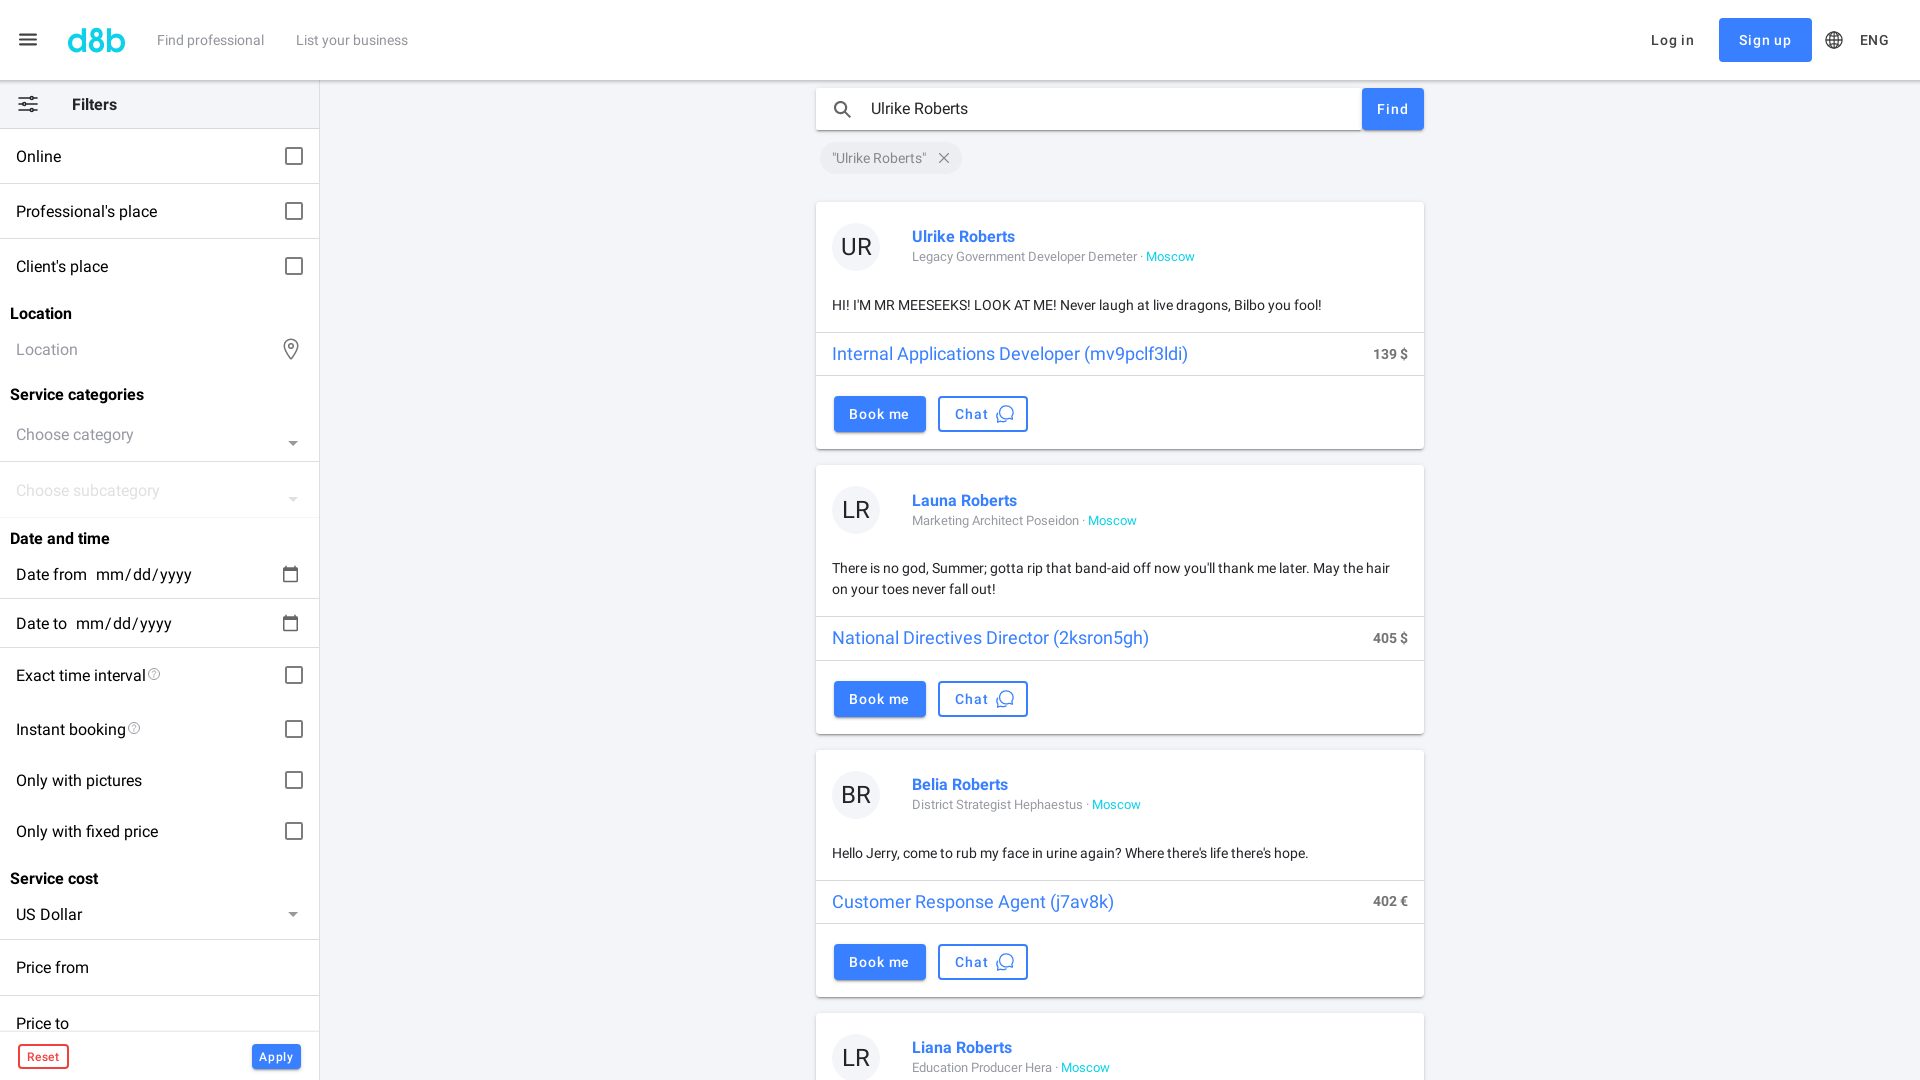 d8b
Find professional
List your business
Log in
Sign up
ENG
Filters
Online
Professional's place
Client's place
Location
Location
Service categories
Choose category
Choose subcategory
Date and time
Date from mm/dd/yyyy
Date to mm/dd/yyyy
Exact time interval
Instant booking
Only with pictures
Only with fixed price
Service cost
US Dollar
Price from
Price to
Reset
Apply
Ulrike Roberts
Find
"Ulrike Roberts"
UR
Ulrike Roberts
Legacy Government Developer Demeter · Moscow
HI! I'M MR MEESEEKS! LOOK AT ME! Never laugh at live dragons, Bilbo you fool!
Internal Applications Developer (mv9pclf3ldi)
139 $
Book me
Chat
LR
Launa Roberts
Marketing Architect Poseidon · Moscow
There is no god, Summer; gotta rip that band-aid off now you'll thank me later. May the hair
on your toes never fall out!
National Directives Director (2ksron5gh)
405 $
Book me
Chat
BR
Belia Roberts
District Strategist Hephaestus · Moscow
Hello Jerry, come to rub my face in urine again? Where there's life there's hope.
Customer Response Agent (j7av8k)
402 €
Book me
Chat
LR
Liana Roberts
Education Producer Hera · Moscow